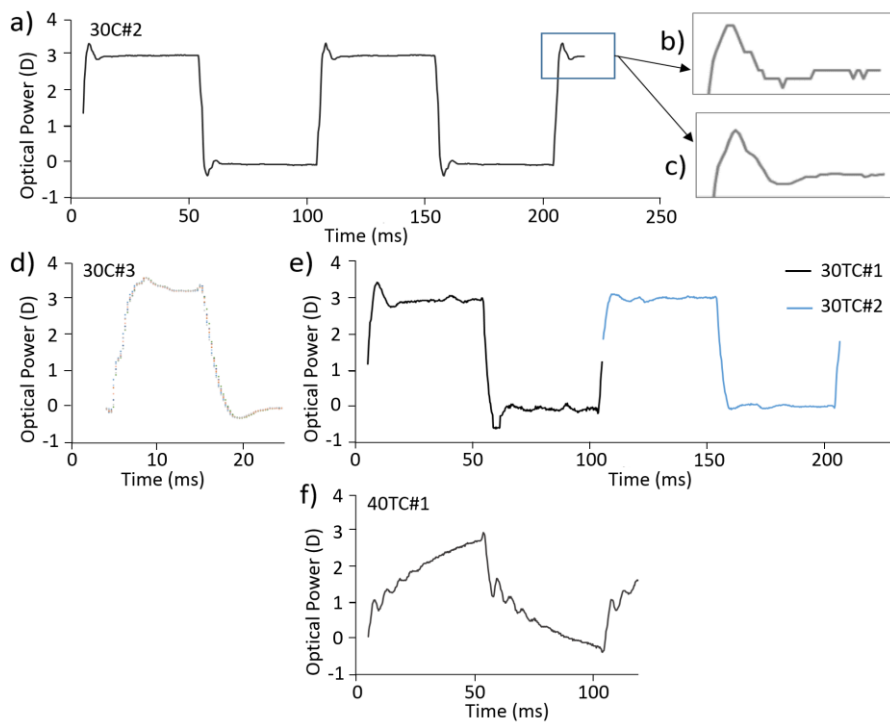 a)
30C#2
Optical Power (D)
4
3
2
1
0
-1
0
50
100
150
200
250
Time (ms)
b)
c)
d)
30C#3
Optical Power (D)
4
3
2
1
0
-1
0
10
20
Time (ms)
e)
Optical Power (D)
4
3
2
1
0
-1
0
50
100
150
200
Time (ms)
30TC#1
30TC#2
f)
40TC#1
Optical Power (D)
4
3
2
1
0
-1
0
50
100
Time (ms)